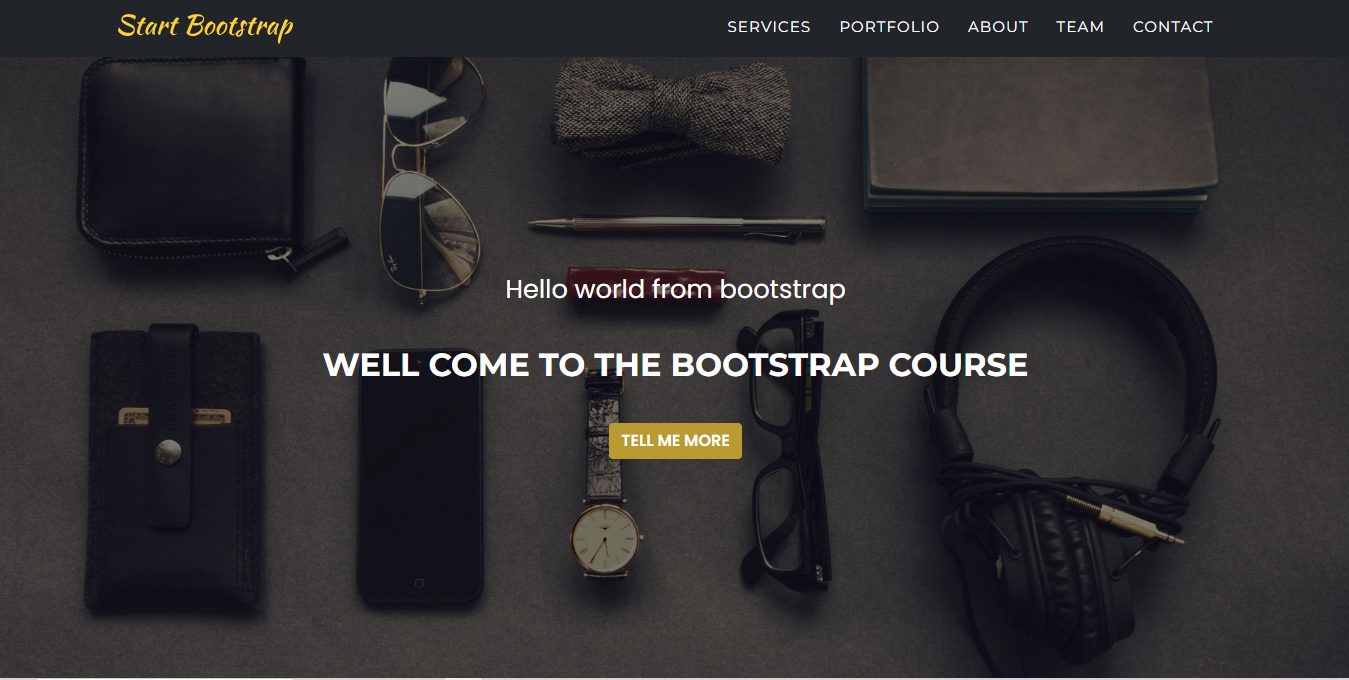 Start Bootstrap
SERVICES PORTFOLIO ABOUT TEAM CONTACT
Hello world from bootstrap
WELL COME TO THE BOOTSTRAP COURSE
TELL ME MORE